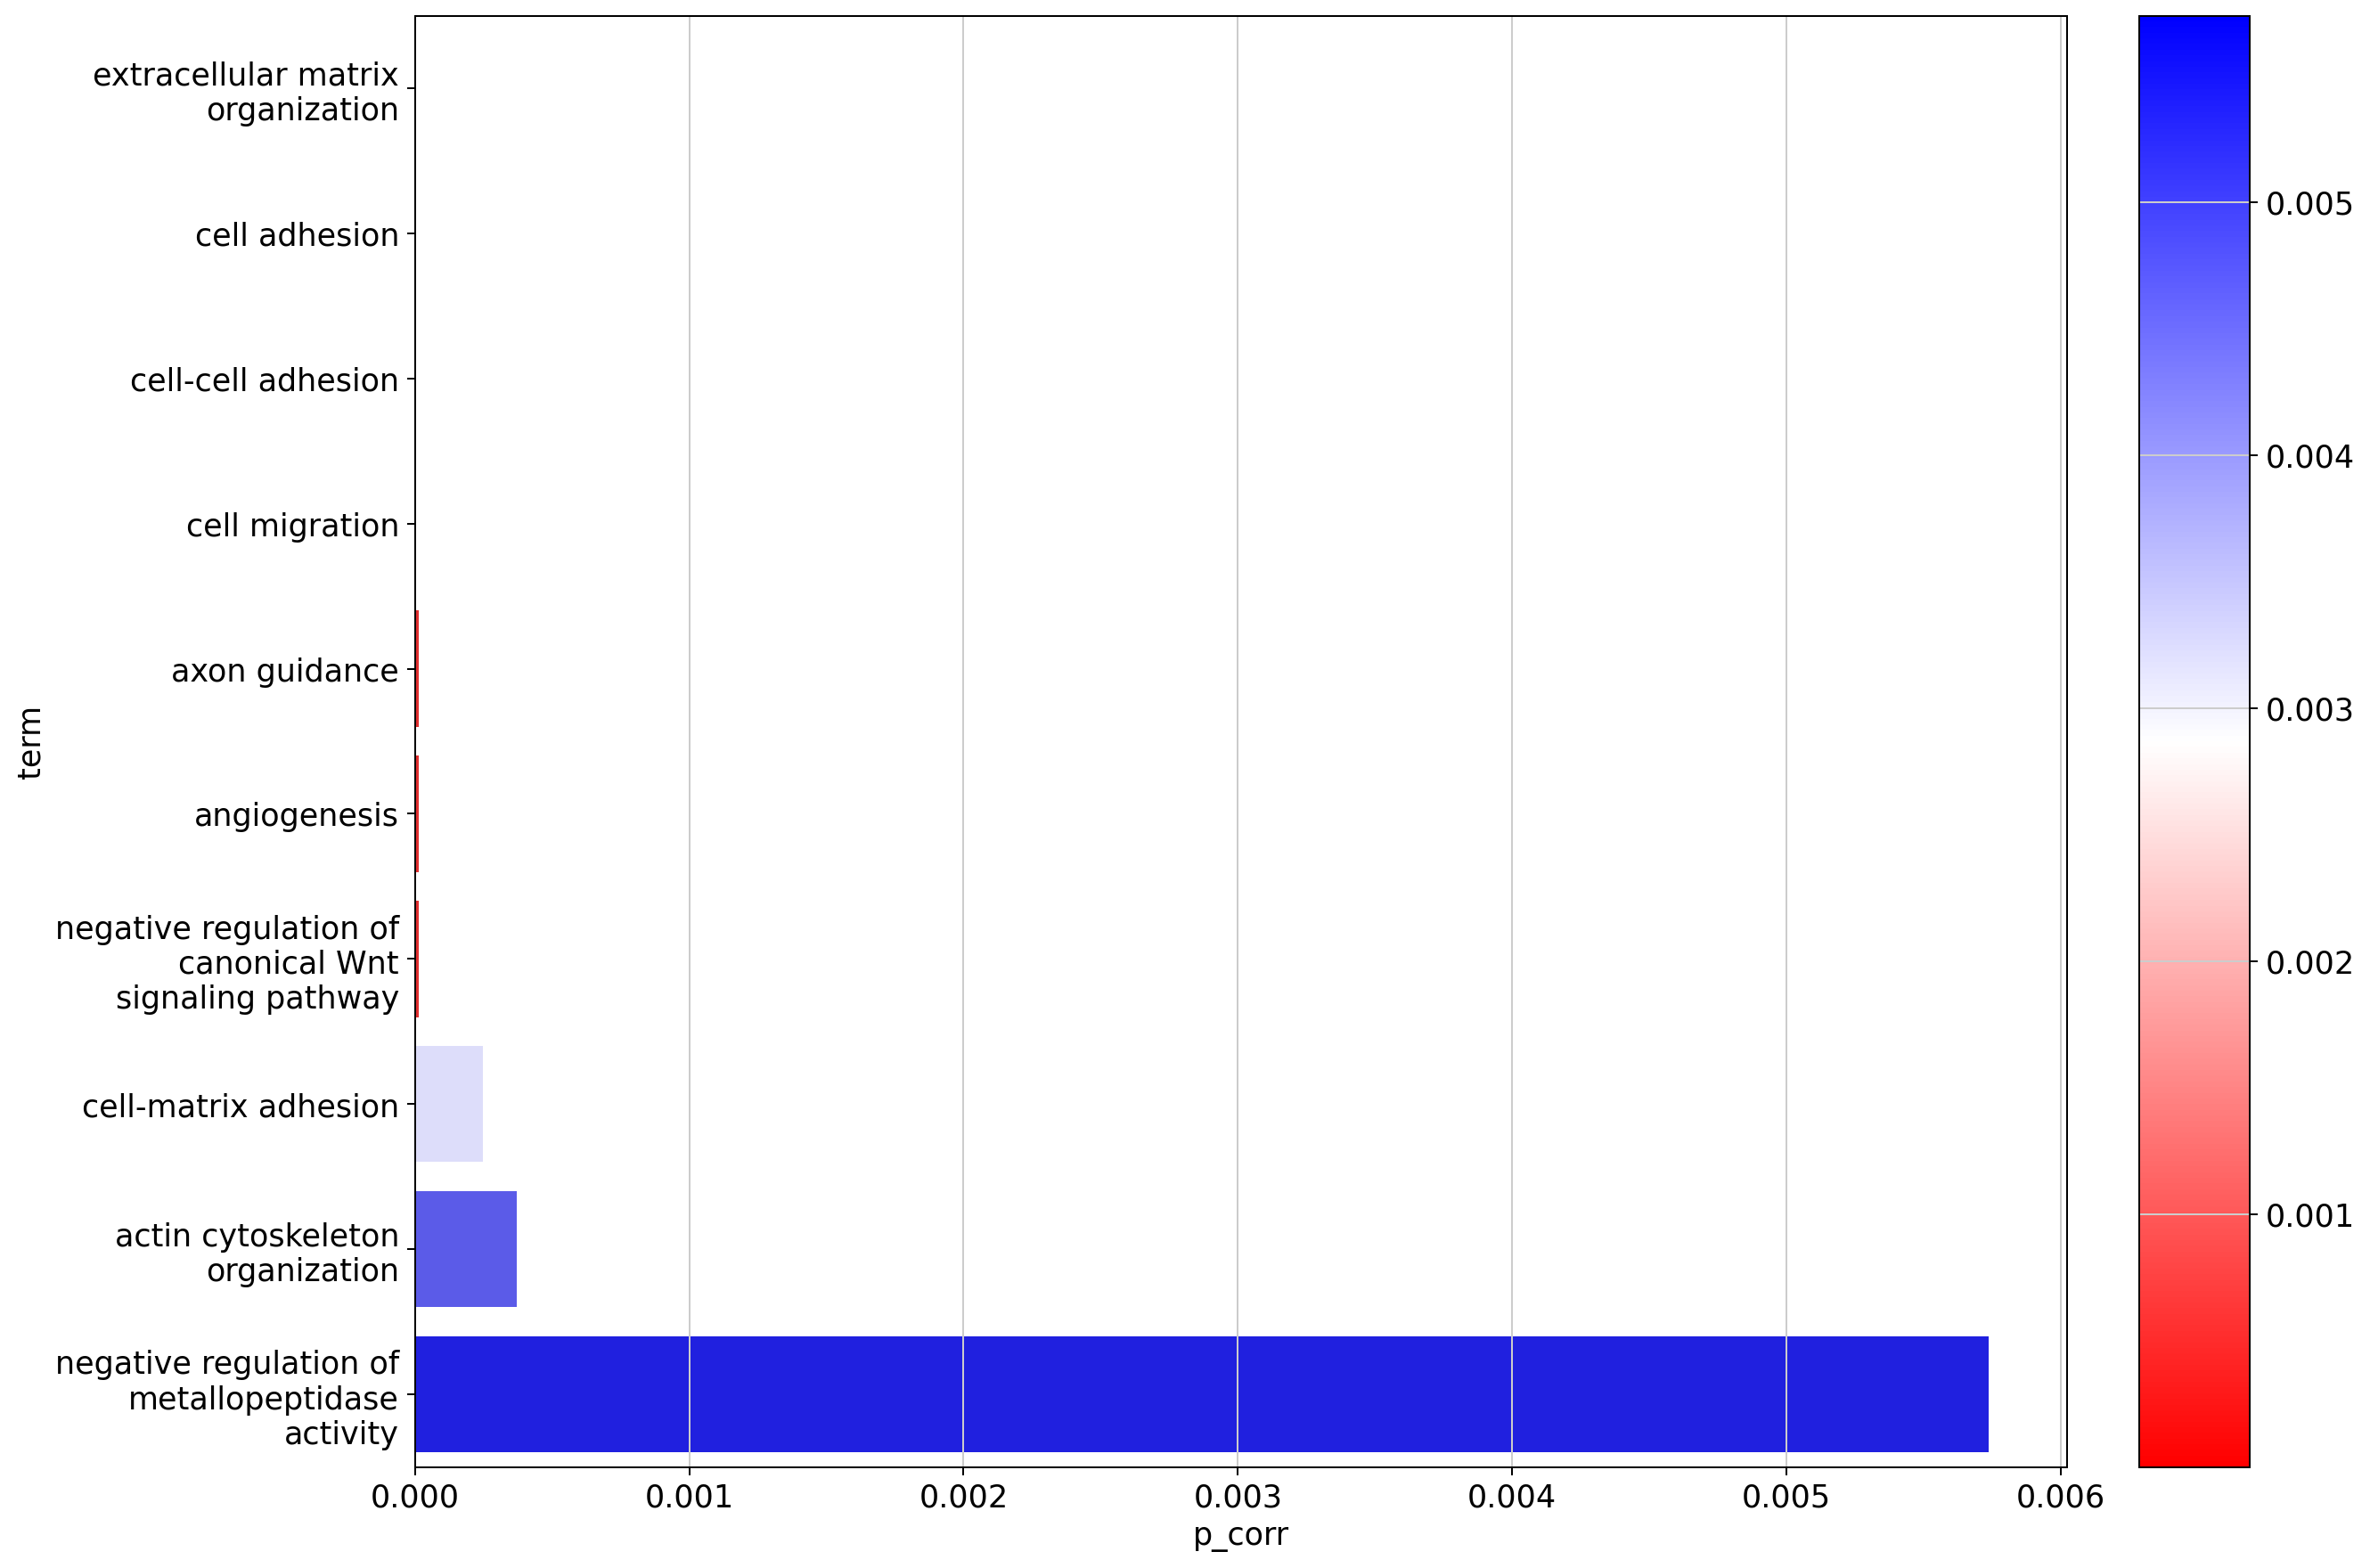 extracellular matrix
organization
cell adhesion
cell-cell adhesion
cell migration
axon guidance
angiogenesis
negative regulation of
canonical Wnt
signaling pathway
cell-matrix adhesion
actin cytoskeleton
organization
negative regulation of
metallopeptidase
activity
term
0.000 0.001 0.002 0.003 0.004 0.005 0.006
p_corr
0.005
0.004
0.003
0.002
0.001